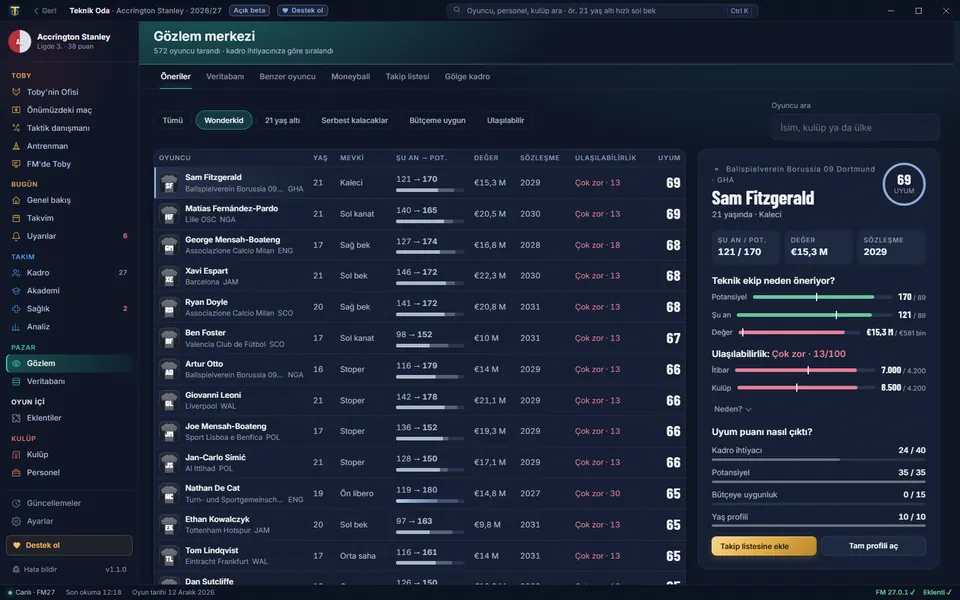 Geri
Teknik Oda · Accrington Stanley · 2026/27
Açık beta
Destek ol
Oyuncu, personel, kulüp ara · ör. 21 yaş altı hızlı sol bek
Ctrl K
AS
Accrington Stanley
Ligde 3. · 38 puan
TOBY
Toby'nin Ofisi
Önümüzdeki maç
Taktik danışmanı
Antrenman
FM'de Toby
BUGÜN
Genel bakış
Takvim
Uyarılar 6
TAKIM
Kadro 27
Akademi
Sağlık 2
Analiz
PAZAR
Gözlem
Veritabanı
OYUN İÇİ
Eklentiler
KULÜP
Kulüp
Personel
Güncellemeler
Ayarlar
Destek ol
Hata bildir v1.1.0
Gözlem merkezi
572 oyuncu tarandı · kadro ihtiyacınıza göre sıralandı
Öneriler Veritabanı Benzer oyuncu Moneyball Takip listesi Gölge kadro
Tümü Wonderkid 21 yaş altı Serbest kalacaklar Bütçeme uygun Ulaşılabilir
Oyuncu ara
İsim, kulüp ya da ülke
OYUNCU YAŞ MEVKİ ŞU AN → POT. DEĞER SÖZLEŞME ULAŞILABİLİRLİK UYUM
SF Sam Fitzgerald 21 Kaleci 121 → 170 €15,3 M 2029 Çok zor · 13 69
Ballspielverein Borussia 09... GHA
MF Matías Fernández-Pardo 21 Sol kanat 140 → 165 €20,5 M 2030 Çok zor · 13 69
Lille OSC NGA
GM George Mensah-Boateng 17 Sağ bek 127 → 174 €16,8 M 2028 Çok zor · 18 68
Associazione Calcio Milan ENG
XE Xavi Espart 21 Sol bek 146 → 172 €22,3 M 2030 Çok zor · 13 68
Barcelona JAM
RD Ryan Doyle 20 Sağ bek 141 → 172 €20,8 M 2031 Çok zor · 13 68
Associazione Calcio Milan SCO
BF Ben Foster 17 Sol kanat 98 → 152 €10 M 2031 Çok zor · 13 67
Valencia Club de Fútbol SCO
AO Artur Otto 16 Stoper 116 → 179 €14 M 2029 Çok zor · 13 66
Ballspielverein Borussia 09... NGA
GL Giovanni Leoni 21 Stoper 142 → 178 €21,1 M 2031 Çok zor · 13 66
Liverpool WAL
JM Joe Mensah-Boateng 17 Stoper 136 → 152 €19,3 M 2029 Çok zor · 13 66
Sport Lisboa e Benfica POL
JS Jan-Carlo Simić 21 Stoper 128 → 150 €17,1 M 2029 Çok zor · 13 66
Al Ittihad POL
NC Nathan De Cat 19 Ön libero 119 → 180 €14,8 M 2027 Çok zor · 30 65
Turn- und Sportgemeinsch... ENG
EK Ethan Kowalczyk 20 Sol bek 97 → 163 €9,8 M 2031 Çok zor · 13 65
Tottenham Hotspur JAM
TL Tom Lindqvist 17 Orta saha 116 → 161 €14 M 2031 Çok zor · 13 65
Eintracht Frankfurt WAL
Dan Sutcliffe 126 → 150
Ballspielverein Borussia 09 Dortmund
· GHA
Sam Fitzgerald
21 yaşında · Kaleci
69
UYUM
ŞU AN / POT. DEĞER SÖZLEŞME
121 / 170 €15,3 M 2029
Teknik ekip neden öneriyor?
Potansiyel 170 / 89
Şu an 121 / 89
Değer €15,3 M / €581 bin
Ulaşılabilirlik: Çok zor · 13/100
İtibar 7.000 / 4.200
Kulüp 8.500 / 4.200
Neden?
Uyum puanı nasıl çıktı?
Kadro ihtiyacı 24 / 40
Potansiyel 35 / 35
Bütçeye uygunluk 0 / 15
Yaş profili 10 / 10
Takip listesine ekle Tam profili aç
Canlı · FM27 Son okuma 12:18 Oyun tarihi 12 Aralık 2026
FM 27.0.1 ✓ Eklenti ✓